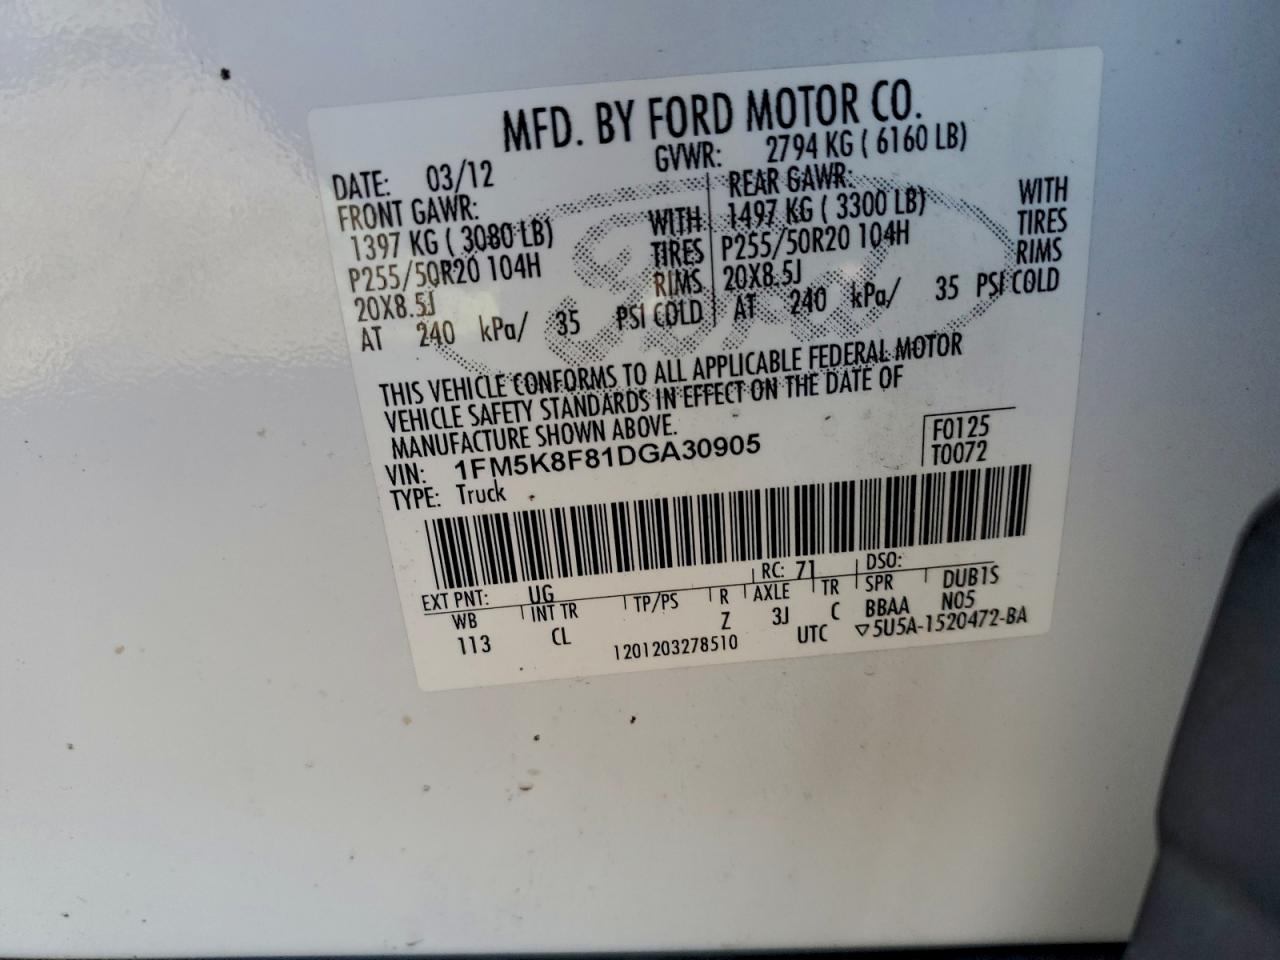 MFD. BY FORD MOTOR CO.
DATE: 03/12 GVWR: 2794 KG ( 6160 LB)
FRONT GAWR: REAR GAWR:
1397 KG ( 3080 LB) WITH 1497 KG ( 3300 LB) WITH
P255/50R20 104H TIRES P255/50R20 104H TIRES
20X8.5J RIMS 20X8.5J RIMS
AT 240 kPa/ 35 PSI COLD AT 240 kPa/ 35 PSI COLD
Ford
THIS VEHICLE CONFORMS TO ALL APPLICABLE FEDERAL MOTOR
VEHICLE SAFETY STANDARDS IN EFFECT ON THE DATE OF
MANUFACTURE SHOWN ABOVE.
VIN: 1FM5K8F81DGA30905 F0125
TYPE: Truck T0072
EXT PNT: UG RC: 71 DSO:
WB INT TR TP/PS R AXLE TR SPR DUB1S
113 CL Z 3J C BBAA N05
1201203278510 UTC ▽5U5A-1520472-BA